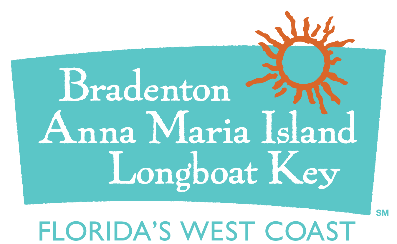 Bradenton
Anna Maria Island
Longboat Key
SM
FLORIDA'S WEST COAST